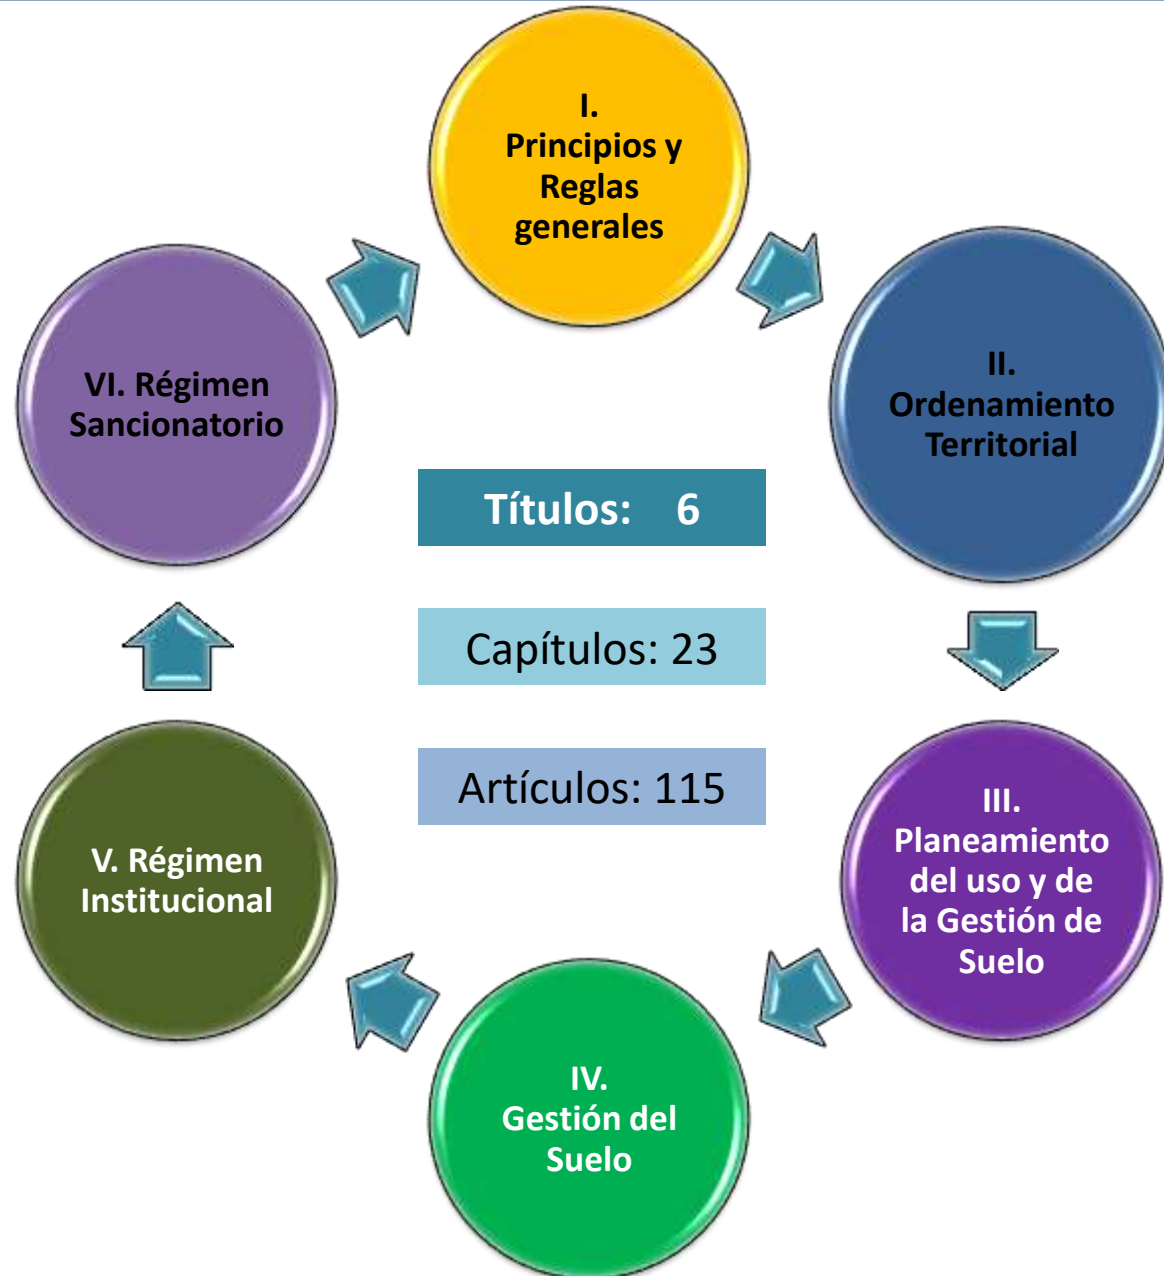 I.
Principios y
Reglas
generales
II.
Ordenamiento
Territorial
III.
Planeamiento
del uso y de
la Gestión de
Suelo
IV.
Gestión del
Suelo
V. Régimen
Institucional
VI. Régimen
Sancionatorio
Títulos: 6
Capítulos: 23
Artículos: 115